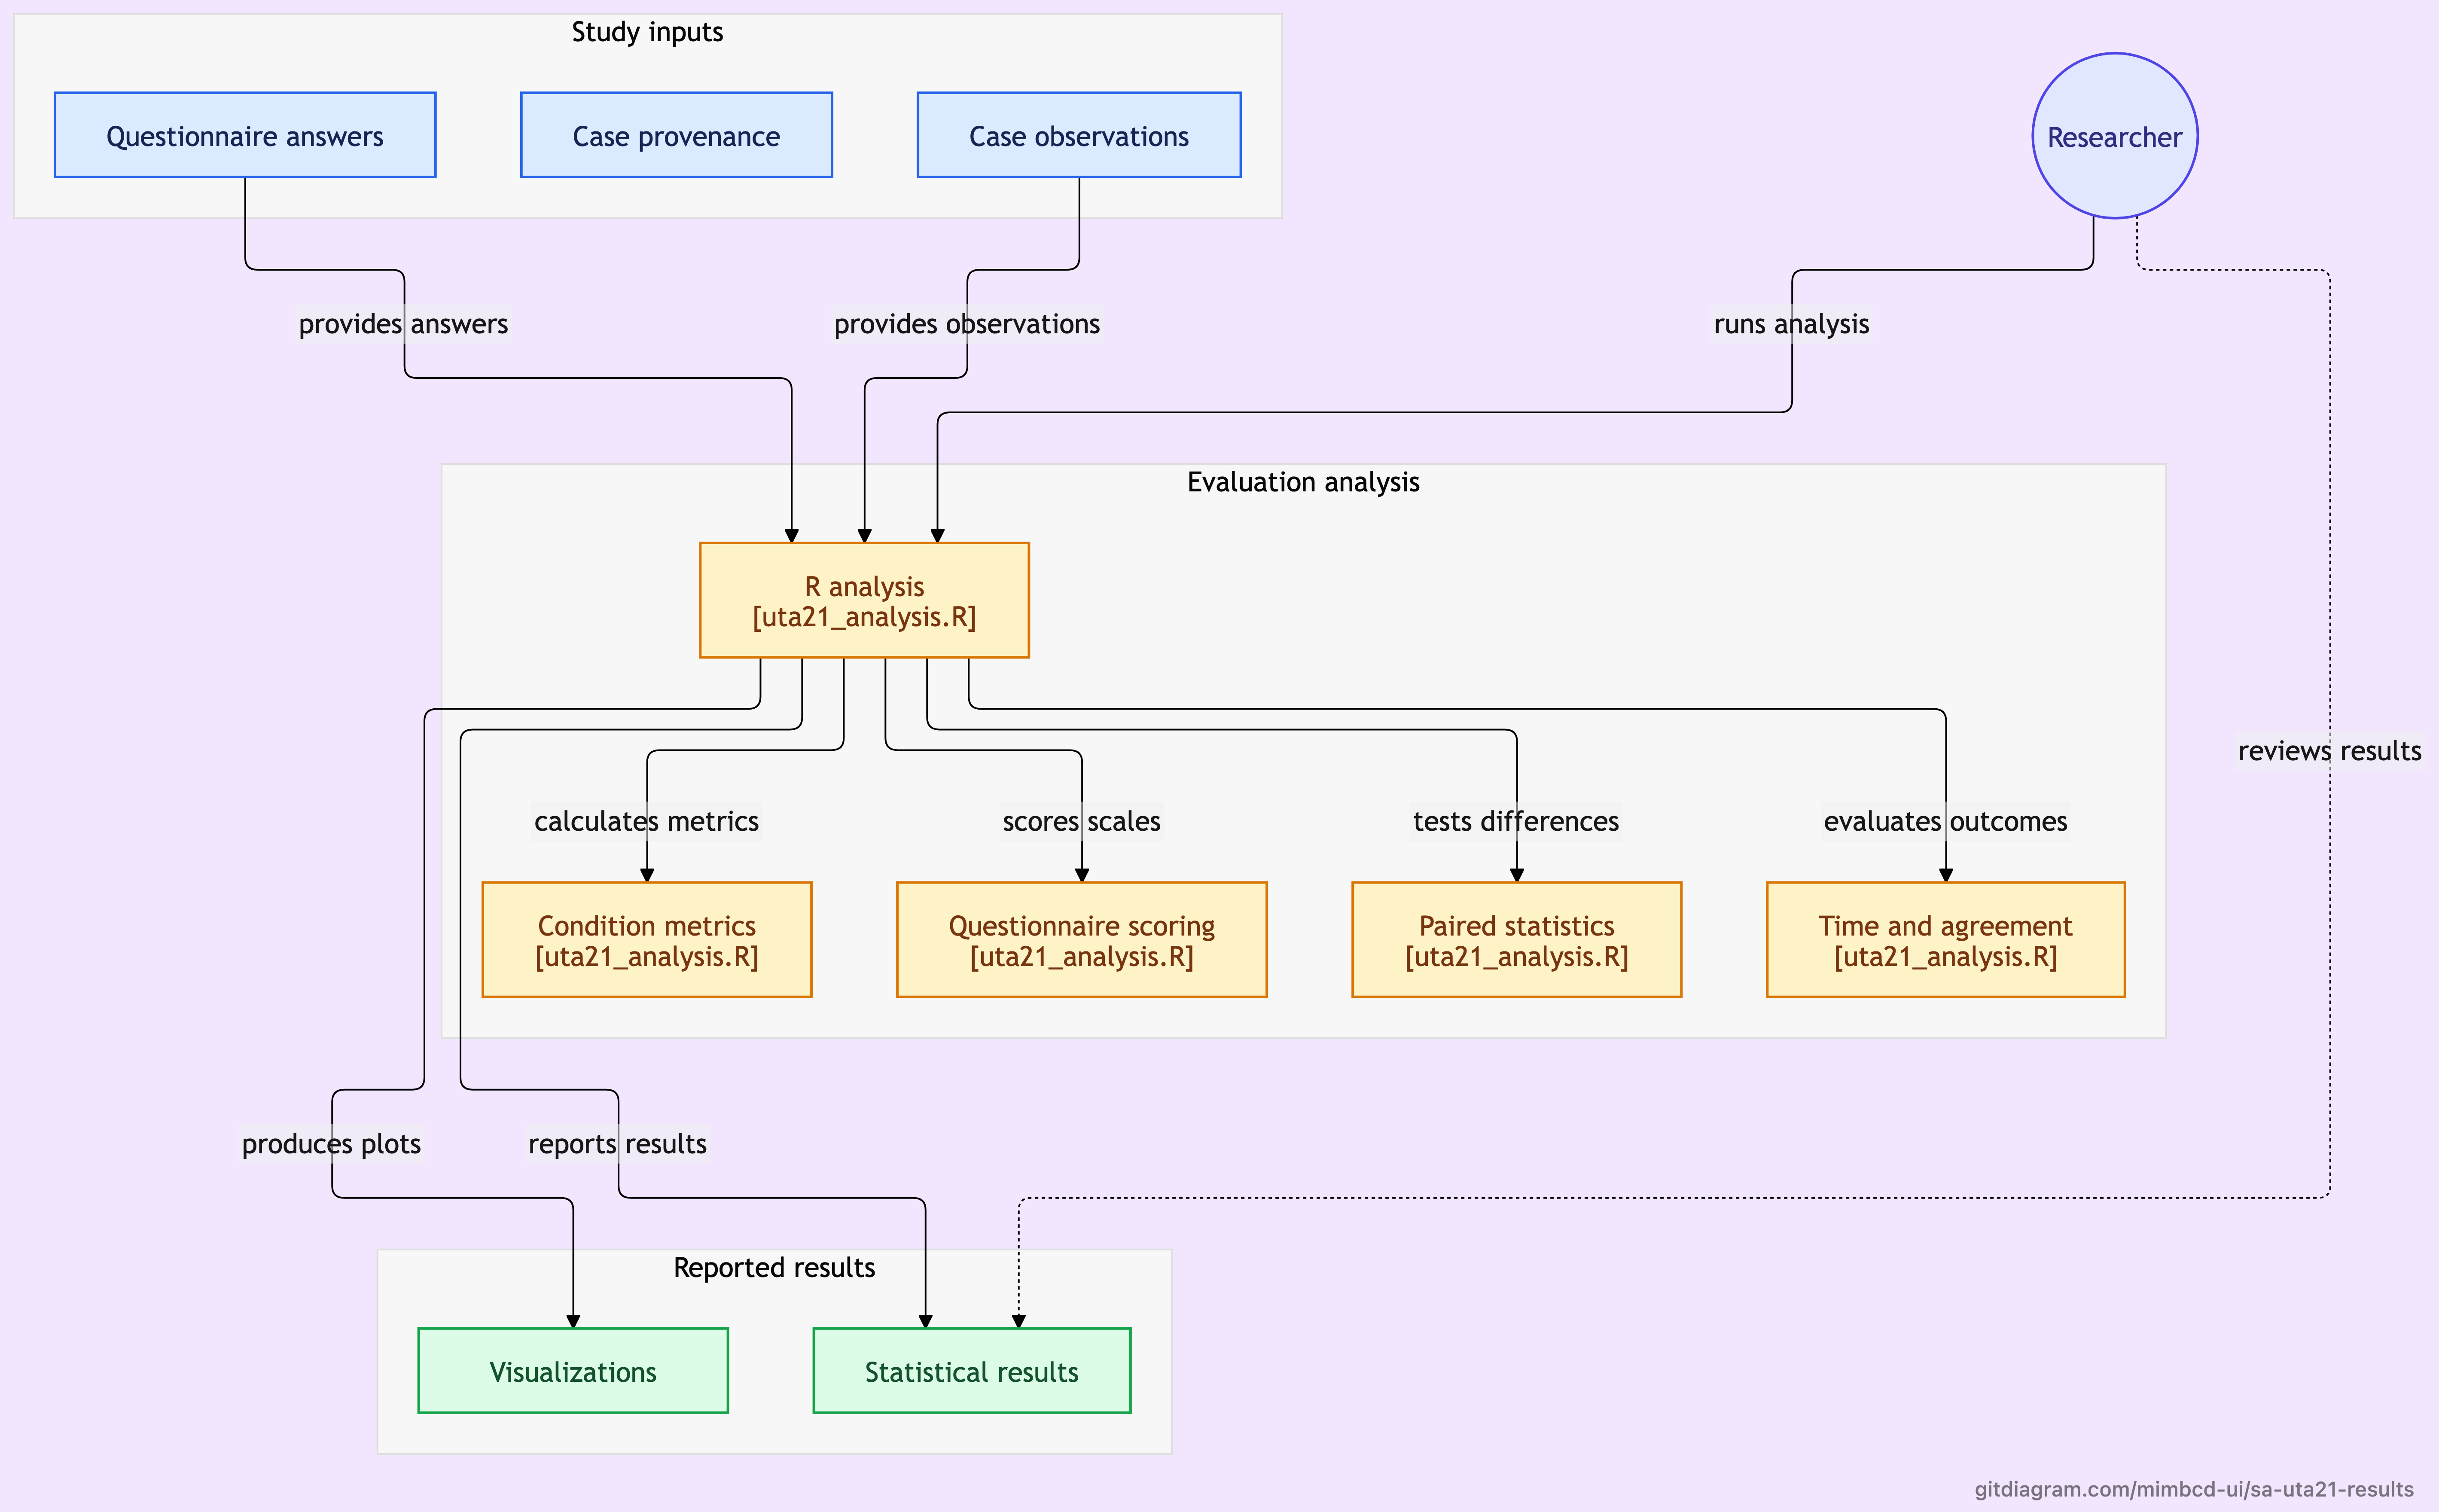 Study inputs
Questionnaire answers
Case provenance
Case observations
Researcher
provides answers
provides observations
runs analysis
Evaluation analysis
R analysis
[uta21_analysis.R]
reviews results
calculates metrics
scores scales
tests differences
evaluates outcomes
Condition metrics
[uta21_analysis.R]
Questionnaire scoring
[uta21_analysis.R]
Paired statistics
[uta21_analysis.R]
Time and agreement
[uta21_analysis.R]
produces plots
reports results
Reported results
Visualizations
Statistical results
gitdiagram.com/mimbcd-ui/sa-uta21-results